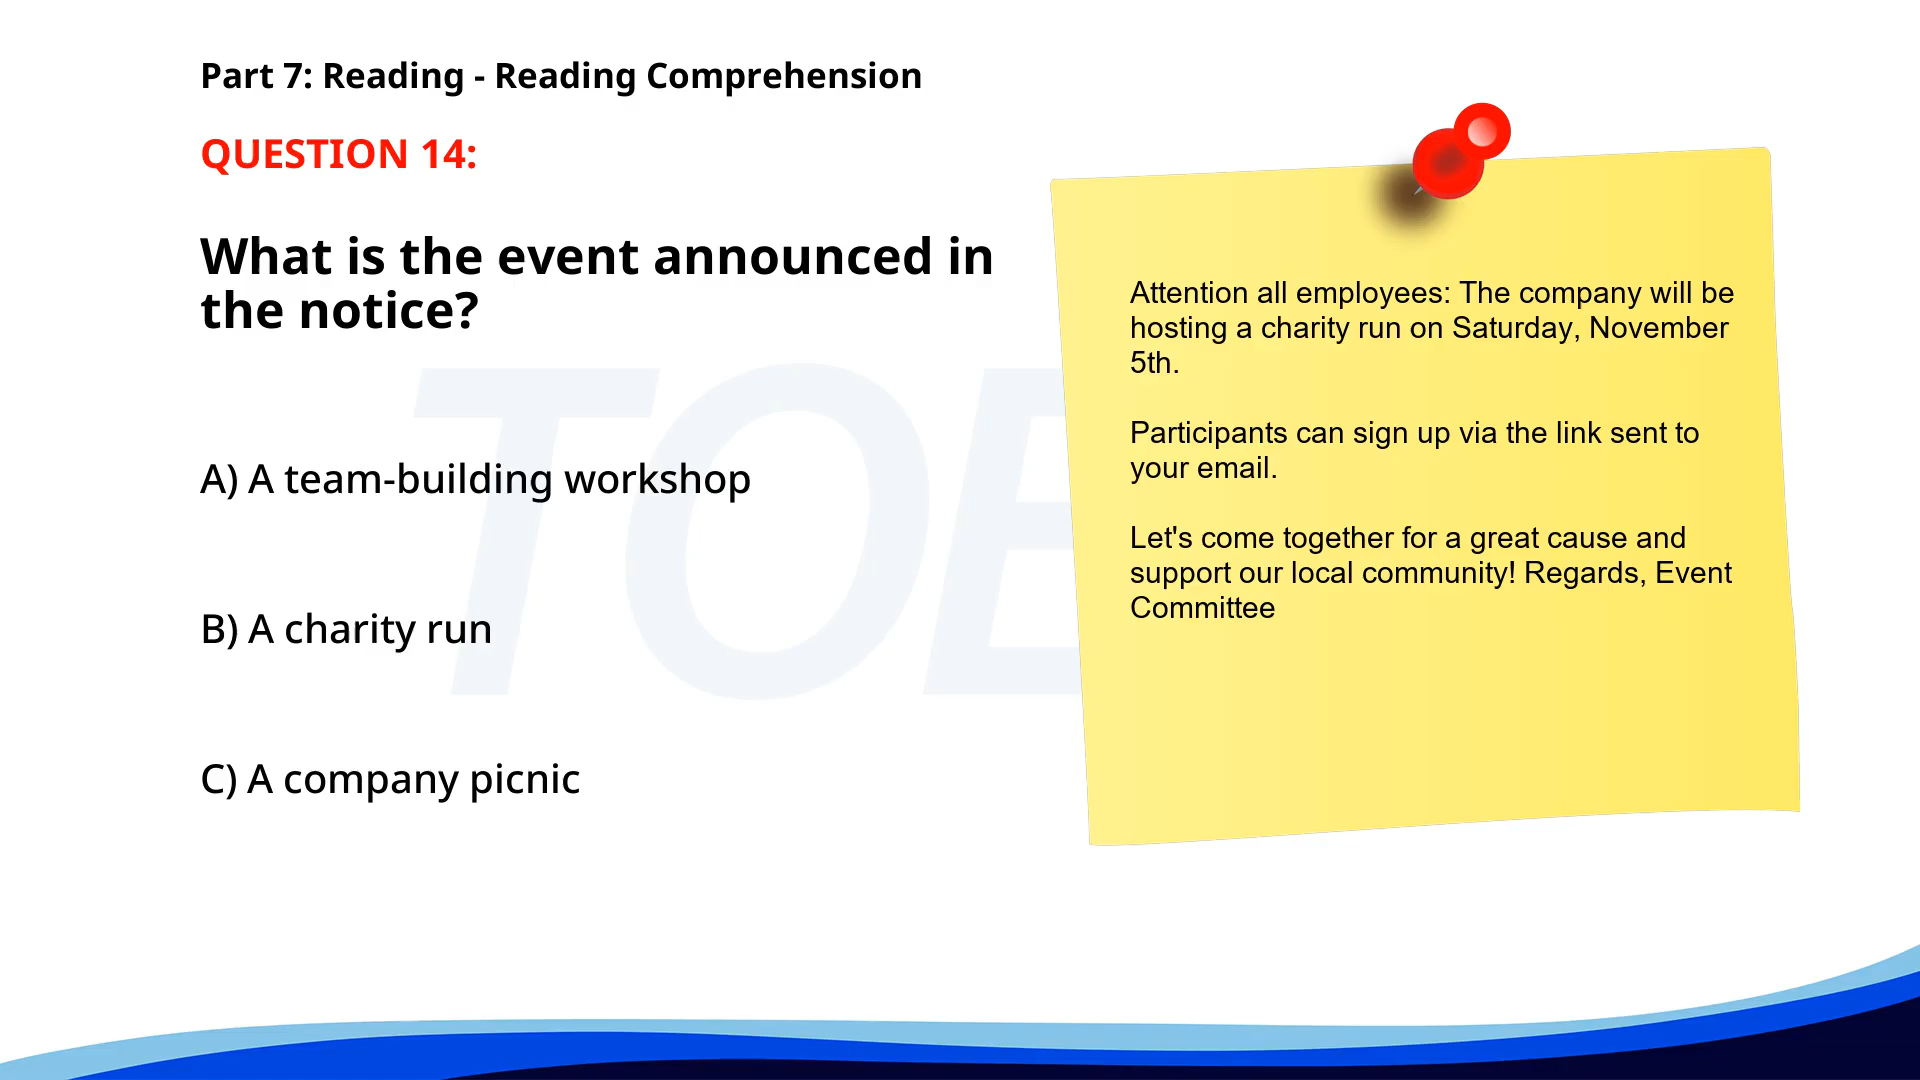 Part 7: Reading - Reading Comprehension
QUESTION 14:
What is the event announced in
the notice?
A) A team-building workshop
B) A charity run
C) A company picnic
Attention all employees: The company will be
hosting a charity run on Saturday, November
5th.
Participants can sign up via the link sent to
your email.
Let's come together for a great cause and
support our local community! Regards, Event
Committee